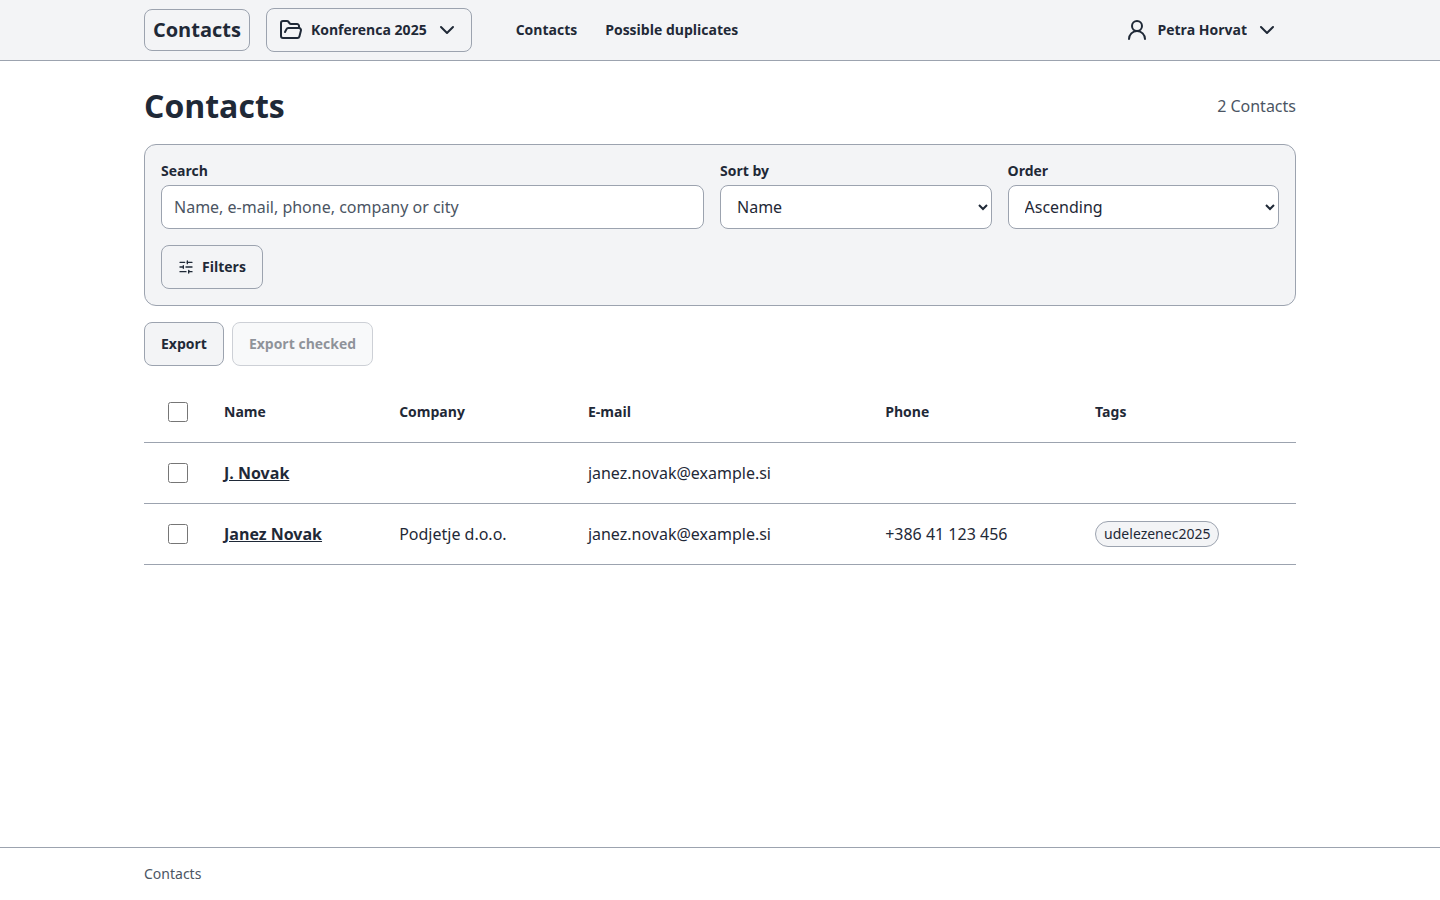 Contacts
Konferenca 2025
Contacts
Possible duplicates
Petra Horvat
Contacts
2 Contacts
Search
Sort by
Order
Name, e-mail, phone, company or city
Name
Ascending
Filters
Export
Export checked
Name
Company
E-mail
Phone
Tags
J. Novak
janez.novak@example.si
Janez Novak
Podjetje d.o.o.
janez.novak@example.si
+386 41 123 456
udelezenec2025
Contacts